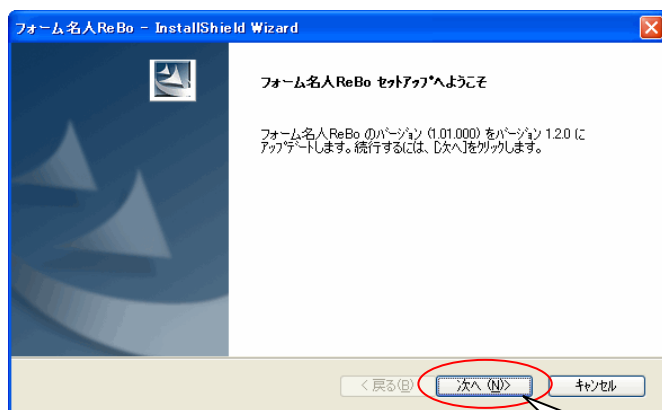 フォーム名人ReBo - InstallShield Wizard
フォーム名人ReBo セットアップへようこそ
フォーム名人ReBo のバージョン (1.01.000) をバージョン 1.2.0 に
アップデートします。続行するには、[次へ]をクリックします。
< 戻る(B)
次へ (N)>
キャンセル